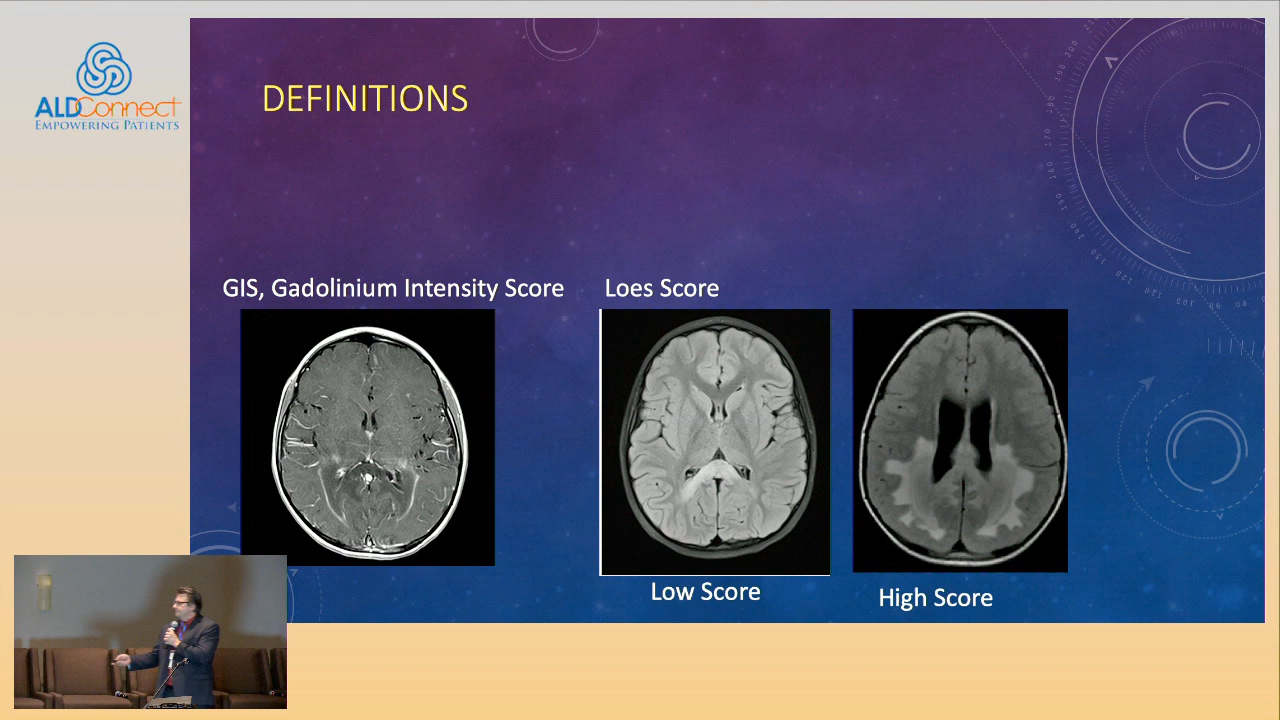 ALDConnect
EMPOWERING PATIENTS
DEFINITIONS
GIS, Gadolinium Intensity Score
Loes Score
Low Score
High Score